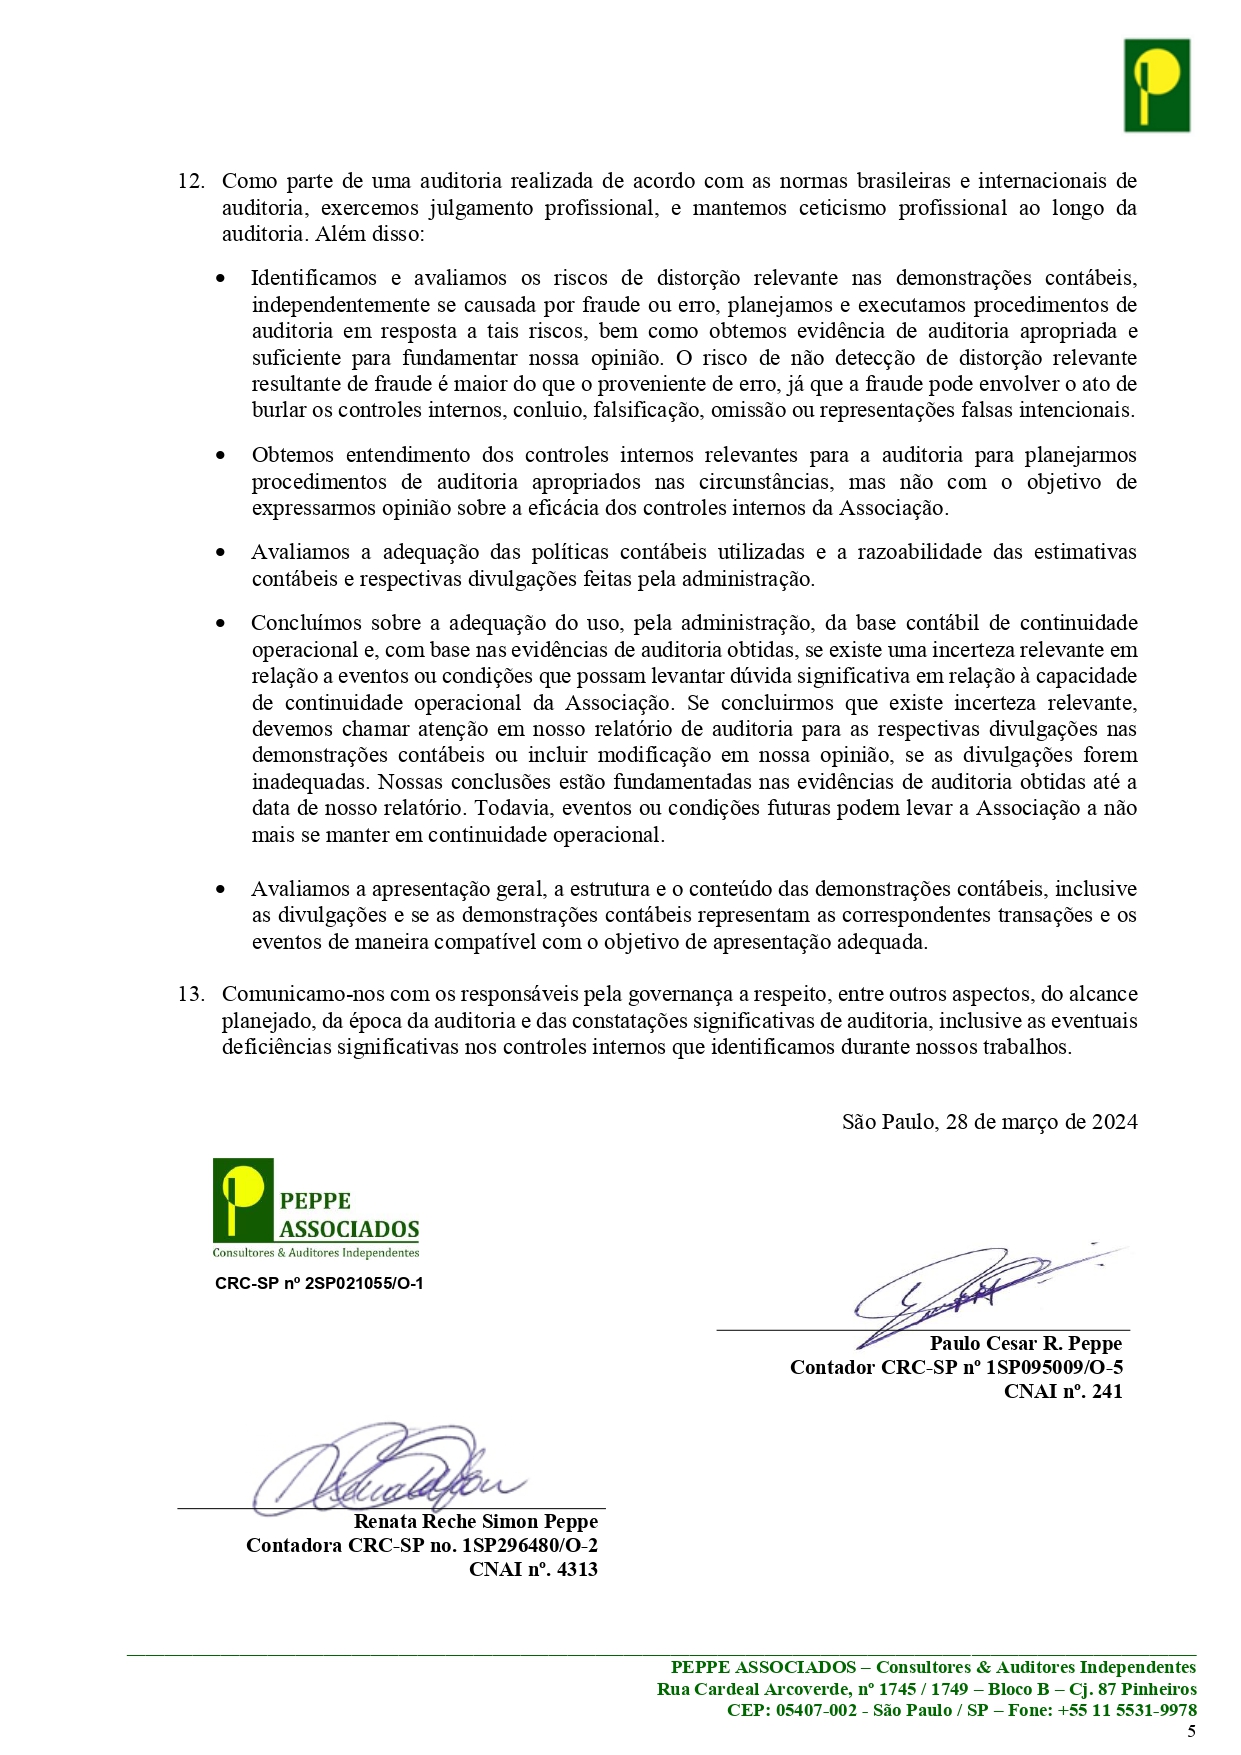 12. Como parte de uma auditoria realizada de acordo com as normas brasileiras e internacionais de
auditoria, exercemos julgamento profissional, e mantemos ceticismo profissional ao longo da
auditoria. Além disso:
• Identificamos e avaliamos os riscos de distorção relevante nas demonstrações contábeis,
independentemente se causada por fraude ou erro, planejamos e executamos procedimentos de
auditoria em resposta a tais riscos, bem como obtemos evidência de auditoria apropriada e
suficiente para fundamentar nossa opinião. O risco de não detecção de distorção relevante
resultante de fraude é maior do que o proveniente de erro, já que a fraude pode envolver o ato de
burlar os controles internos, conluio, falsificação, omissão ou representações falsas intencionais.
• Obtemos entendimento dos controles internos relevantes para a auditoria para planejarmos
procedimentos de auditoria apropriados nas circunstâncias, mas não com o objetivo de
expressarmos opinião sobre a eficácia dos controles internos da Associação.
• Avaliamos a adequação das políticas contábeis utilizadas e a razoabilidade das estimativas
contábeis e respectivas divulgações feitas pela administração.
• Concluímos sobre a adequação do uso, pela administração, da base contábil de continuidade
operacional e, com base nas evidências de auditoria obtidas, se existe uma incerteza relevante em
relação a eventos ou condições que possam levantar dúvida significativa em relação à capacidade
de continuidade operacional da Associação. Se concluirmos que existe incerteza relevante,
devemos chamar atenção em nosso relatório de auditoria para as respectivas divulgações nas
demonstrações contábeis ou incluir modificação em nossa opinião, se as divulgações forem
inadequadas. Nossas conclusões estão fundamentadas nas evidências de auditoria obtidas até a
data de nosso relatório. Todavia, eventos ou condições futuras podem levar a Associação a não
mais se manter em continuidade operacional.
• Avaliamos a apresentação geral, a estrutura e o conteúdo das demonstrações contábeis, inclusive
as divulgações e se as demonstrações contábeis representam as correspondentes transações e os
eventos de maneira compatível com o objetivo de apresentação adequada.
13. Comunicamo-nos com os responsáveis pela governança a respeito, entre outros aspectos, do alcance
planejado, da época da auditoria e das constatações significativas de auditoria, inclusive as eventuais
deficiências significativas nos controles internos que identificamos durante nossos trabalhos.
São Paulo, 28 de março de 2024
PEPPE
ASSOCIADOS
Consultores & Auditores Independentes
CRC-SP nº 2SP021055/O-1
Paulo Cesar R. Peppe
Contador CRC-SP nº 1SP095009/O-5
CNAI nº. 241
Renata Reche Simon Peppe
Contadora CRC-SP no. 1SP296480/O-2
CNAI nº. 4313
PEPPE ASSOCIADOS – Consultores & Auditores Independentes
Rua Cardeal Arcoverde, nº 1745 / 1749 – Bloco B – Cj. 87 Pinheiros
CEP: 05407-002 - São Paulo / SP – Fone: +55 11 5531-9978
5